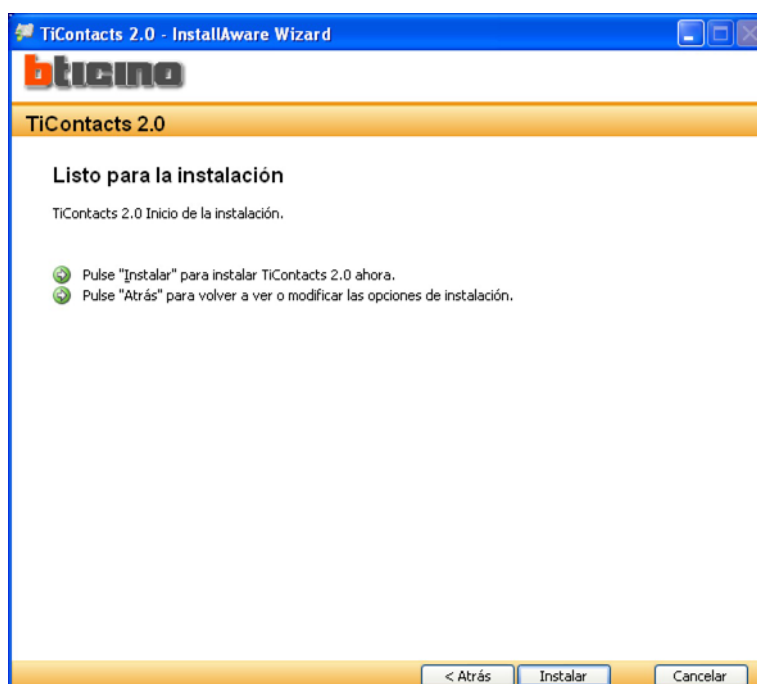 TiContacts 2.0 - InstallAware Wizard
bticino
TiContacts 2.0
Listo para la instalación
TiContacts 2.0 Inicio de la instalación.
Pulse "Instalar" para instalar TiContacts 2.0 ahora.
Pulse "Atrás" para volver a ver o modificar las opciones de instalación.
< Atrás Instalar Cancelar